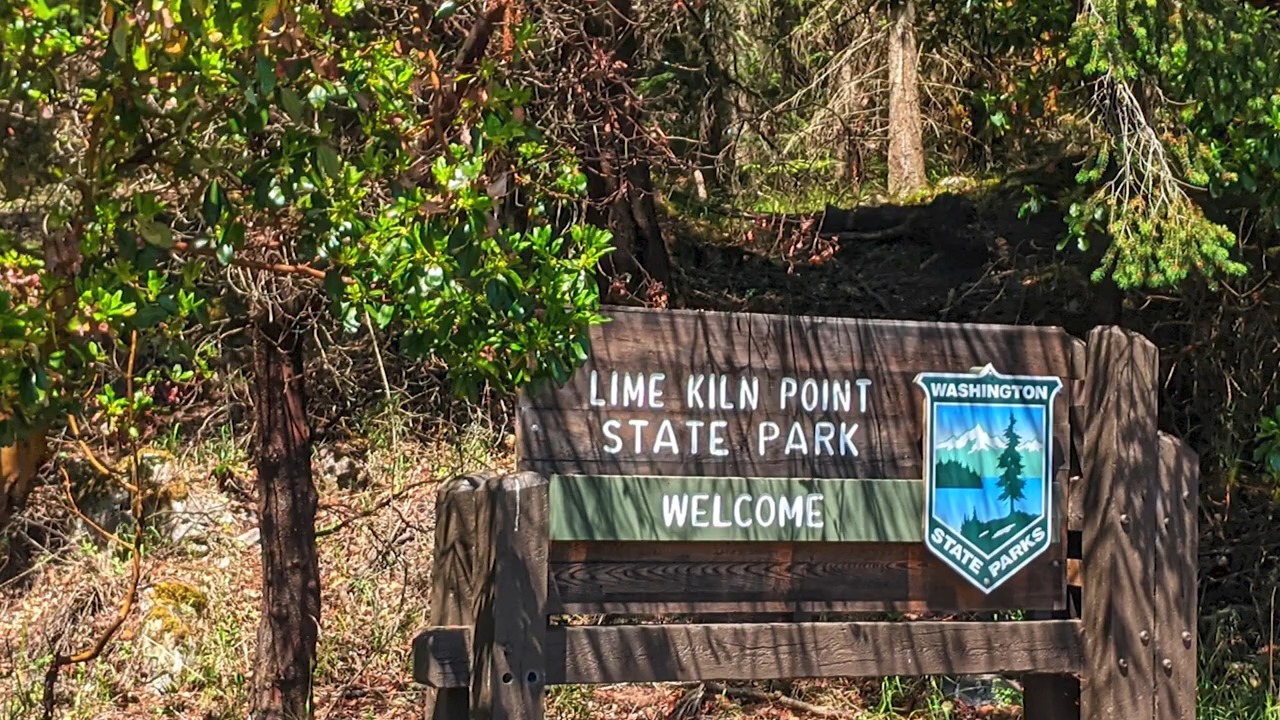 LIME KILN POINT
STATE PARK
WELCOME
WASHINGTON
STATE PARKS